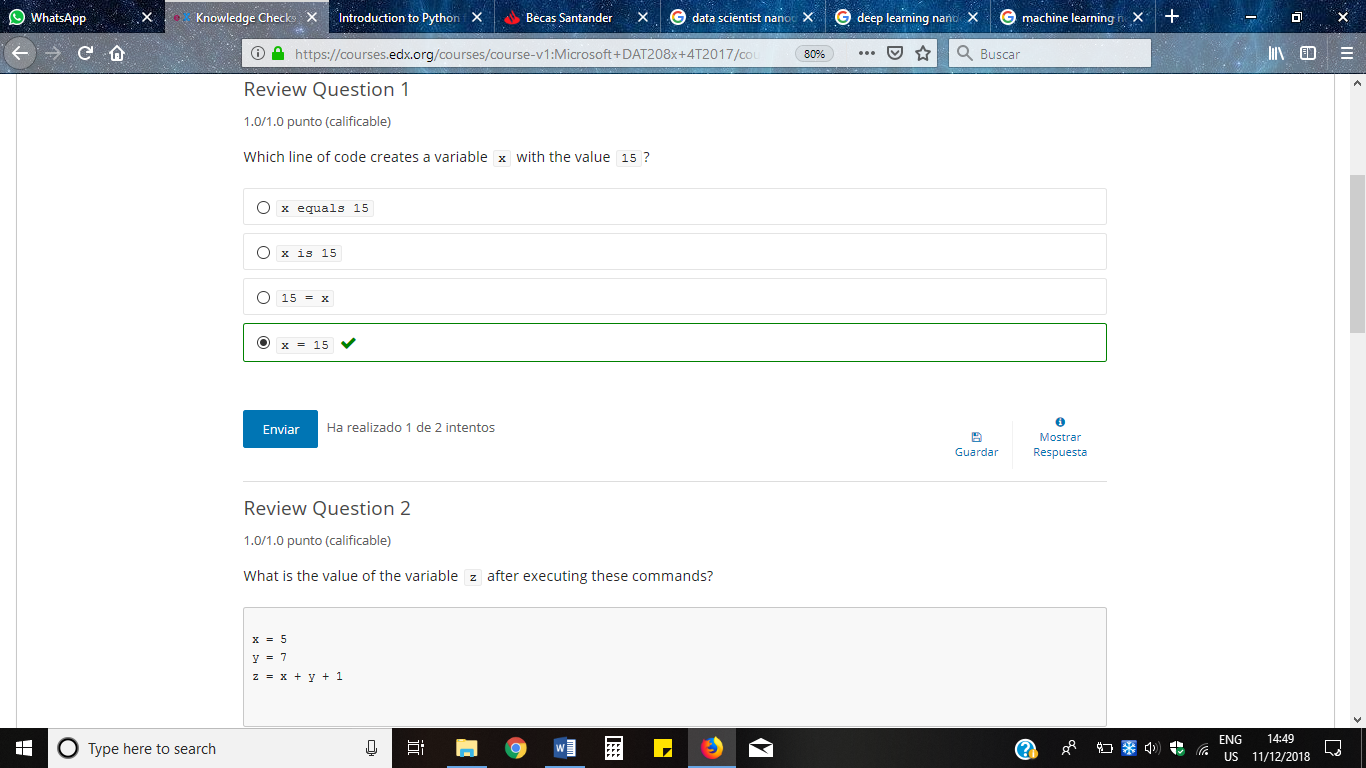 WhatsApp
Knowledge Checks
Introduction to Python
Becas Santander
data scientist nano
deep learning nano
machine learning n
https://courses.edx.org/courses/course-v1:Microsoft+DAT208x+4T2017/cou
80%
Buscar
Review Question 1
1.0/1.0 punto (calificable)
Which line of code creates a variable x with the value 15 ?
x equals 15
x is 15
15 = x
x = 15
Enviar
Ha realizado 1 de 2 intentos
Guardar
Mostrar
Respuesta
Review Question 2
1.0/1.0 punto (calificable)
What is the value of the variable z after executing these commands?
x = 5
y = 7
z = x + y + 1
Type here to search
ENG
US
14:49
11/12/2018